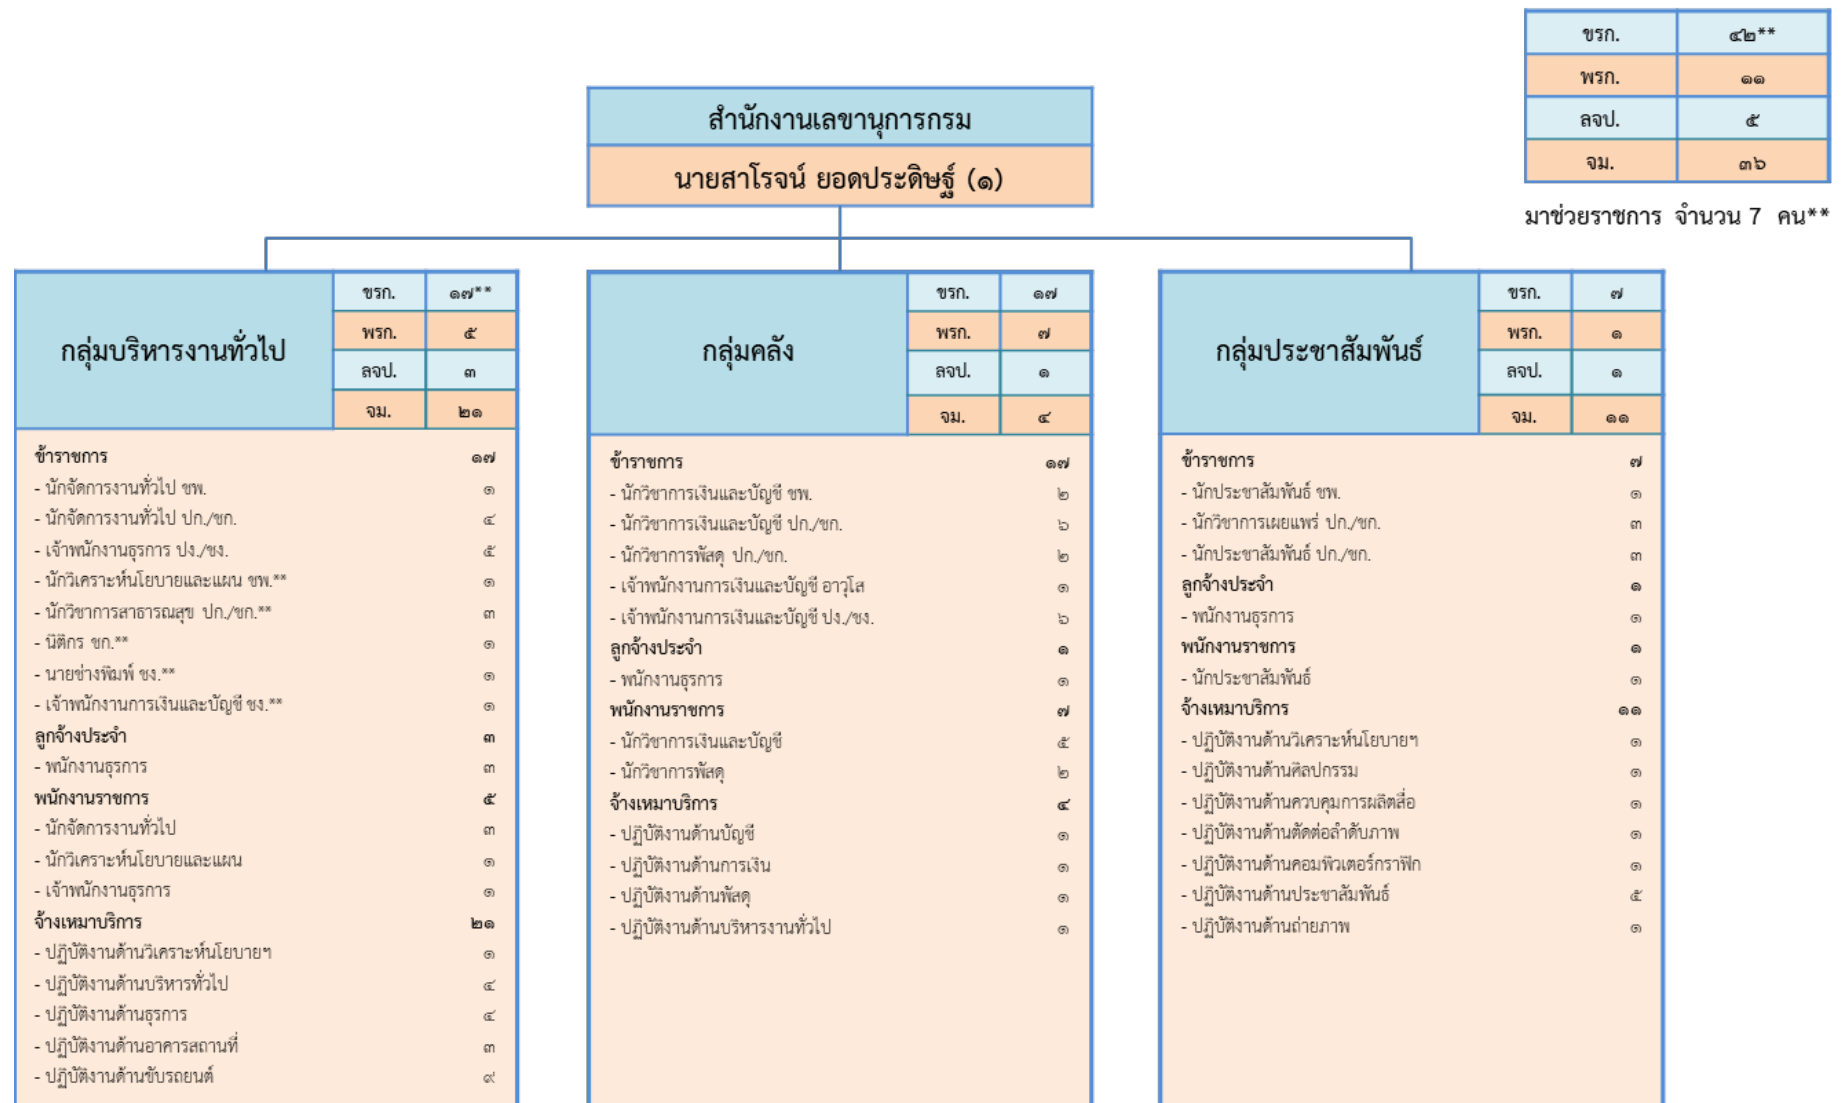 ขรก. ๔๒**
พรก. ๑๑
ลจป. ๕
จม. ๓๖
มาช่วยราชการ จำนวน 7 คน**
สำนักงานเลขานุการกรม
นายสาโรจน์ ยอดประดิษฐ์ (๑)
กลุ่มบริหารงานทั่วไป
ขรก. ๑๗**
พรก. ๕
ลจป. ๓
จม. ๒๑
ข้าราชการ ๑๗
- นักจัดการงานทั่วไป ชพ. ๑
- นักจัดการงานทั่วไป ปก./ชก. ๔
- เจ้าพนักงานธุรการ ปง./ชง. ๕
- นักวิเคราะห์นโยบายและแผน ชพ.** ๑
- นักวิชาการสาธารณสุข ปก./ชก.** ๓
- นิติกร ชก.** ๑
- นายช่างพิมพ์ ชง.** ๑
- เจ้าพนักงานการเงินและบัญชี ชง.** ๑
ลูกจ้างประจำ ๓
- พนักงานธุรการ ๓
พนักงานราชการ ๕
- นักจัดการงานทั่วไป ๓
- นักวิเคราะห์นโยบายและแผน ๑
- เจ้าพนักงานธุรการ ๑
จ้างเหมาบริการ ๒๑
- ปฏิบัติงานด้านวิเคราะห์นโยบายฯ ๑
- ปฏิบัติงานด้านบริหารทั่วไป ๔
- ปฏิบัติงานด้านธุรการ ๔
- ปฏิบัติงานด้านอาคารสถานที่ ๓
- ปฏิบัติงานด้านขับรถยนต์ ๙
กลุ่มคลัง
ขรก. ๑๗
พรก. ๗
ลจป. ๑
จม. ๔
ข้าราชการ ๑๗
- นักวิชาการเงินและบัญชี ชพ. ๒
- นักวิชาการเงินและบัญชี ปก./ชก. ๖
- นักวิชาการพัสดุ ปก./ชก. ๒
- เจ้าพนักงานการเงินและบัญชี อาวุโส ๑
- เจ้าพนักงานการเงินและบัญชี ปง./ชง. ๖
ลูกจ้างประจำ ๑
- พนักงานธุรการ ๑
พนักงานราชการ ๗
- นักวิชาการเงินและบัญชี ๕
- นักวิชาการพัสดุ ๒
จ้างเหมาบริการ ๔
- ปฏิบัติงานด้านบัญชี ๑
- ปฏิบัติงานด้านการเงิน ๑
- ปฏิบัติงานด้านพัสดุ ๑
- ปฏิบัติงานด้านบริหารงานทั่วไป ๑
กลุ่มประชาสัมพันธ์
ขรก. ๗
พรก. ๑
ลจป. ๑
จม. ๑๑
ข้าราชการ ๗
- นักประชาสัมพันธ์ ชพ. ๑
- นักวิชาการเผยแพร่ ปก./ชก. ๓
- นักประชาสัมพันธ์ ปก./ชก. ๓
ลูกจ้างประจำ ๑
- พนักงานธุรการ ๑
พนักงานราชการ ๑
- นักประชาสัมพันธ์ ๑
จ้างเหมาบริการ ๑๑
- ปฏิบัติงานด้านวิเคราะห์นโยบายฯ ๑
- ปฏิบัติงานด้านศิลปกรรม ๑
- ปฏิบัติงานด้านควบคุมการผลิตสื่อ ๑
- ปฏิบัติงานด้านตัดต่อลำดับภาพ ๑
- ปฏิบัติงานด้านคอมพิวเตอร์กราฟิก ๑
- ปฏิบัติงานด้านประชาสัมพันธ์ ๕
- ปฏิบัติงานด้านถ่ายภาพ ๑